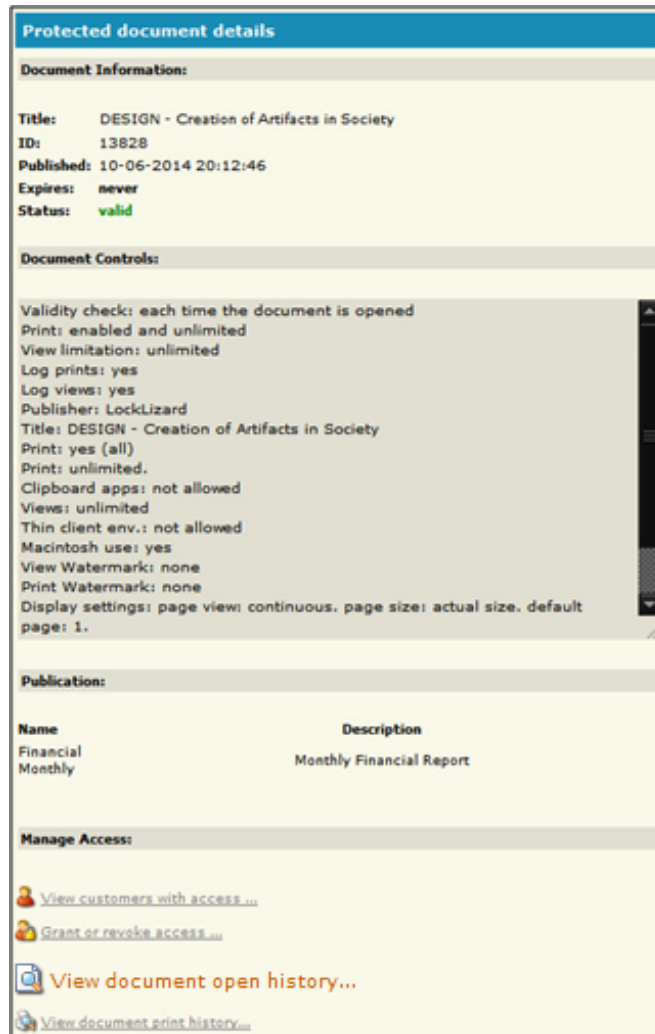 Protected document details
Document Information:
Title: DESIGN - Creation of Artifacts in Society
ID: 13828
Published: 10-06-2014 20:12:46
Expires: never
Status: valid
Document Controls:
Validity check: each time the document is opened
Print: enabled and unlimited
View limitation: unlimited
Log prints: yes
Log views: yes
Publisher: LockLizard
Title: DESIGN - Creation of Artifacts in Society
Print: yes (all)
Print: unlimited.
Clipboard apps: not allowed
Views: unlimited
Thin client env.: not allowed
Macintosh use: yes
View Watermark: none
Print Watermark: none
Display settings: page view: continuous. page size: actual size. default
page: 1.
Publication:
Name Description
Financial
Monthly Monthly Financial Report
Manage Access:
View customers with access ...
Grant or revoke access ...
View document open history...
View document print history...